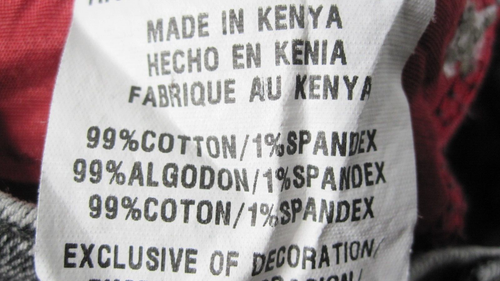 MADE IN KENYA
HECHO EN KENIA
FABRIQUE AU KENYA
99%COTTON/1%SPANDEX
99%ALGODON/1%SPANDEX
99%COTON/1%SPANDEX
EXCLUSIVE OF DECORATION/